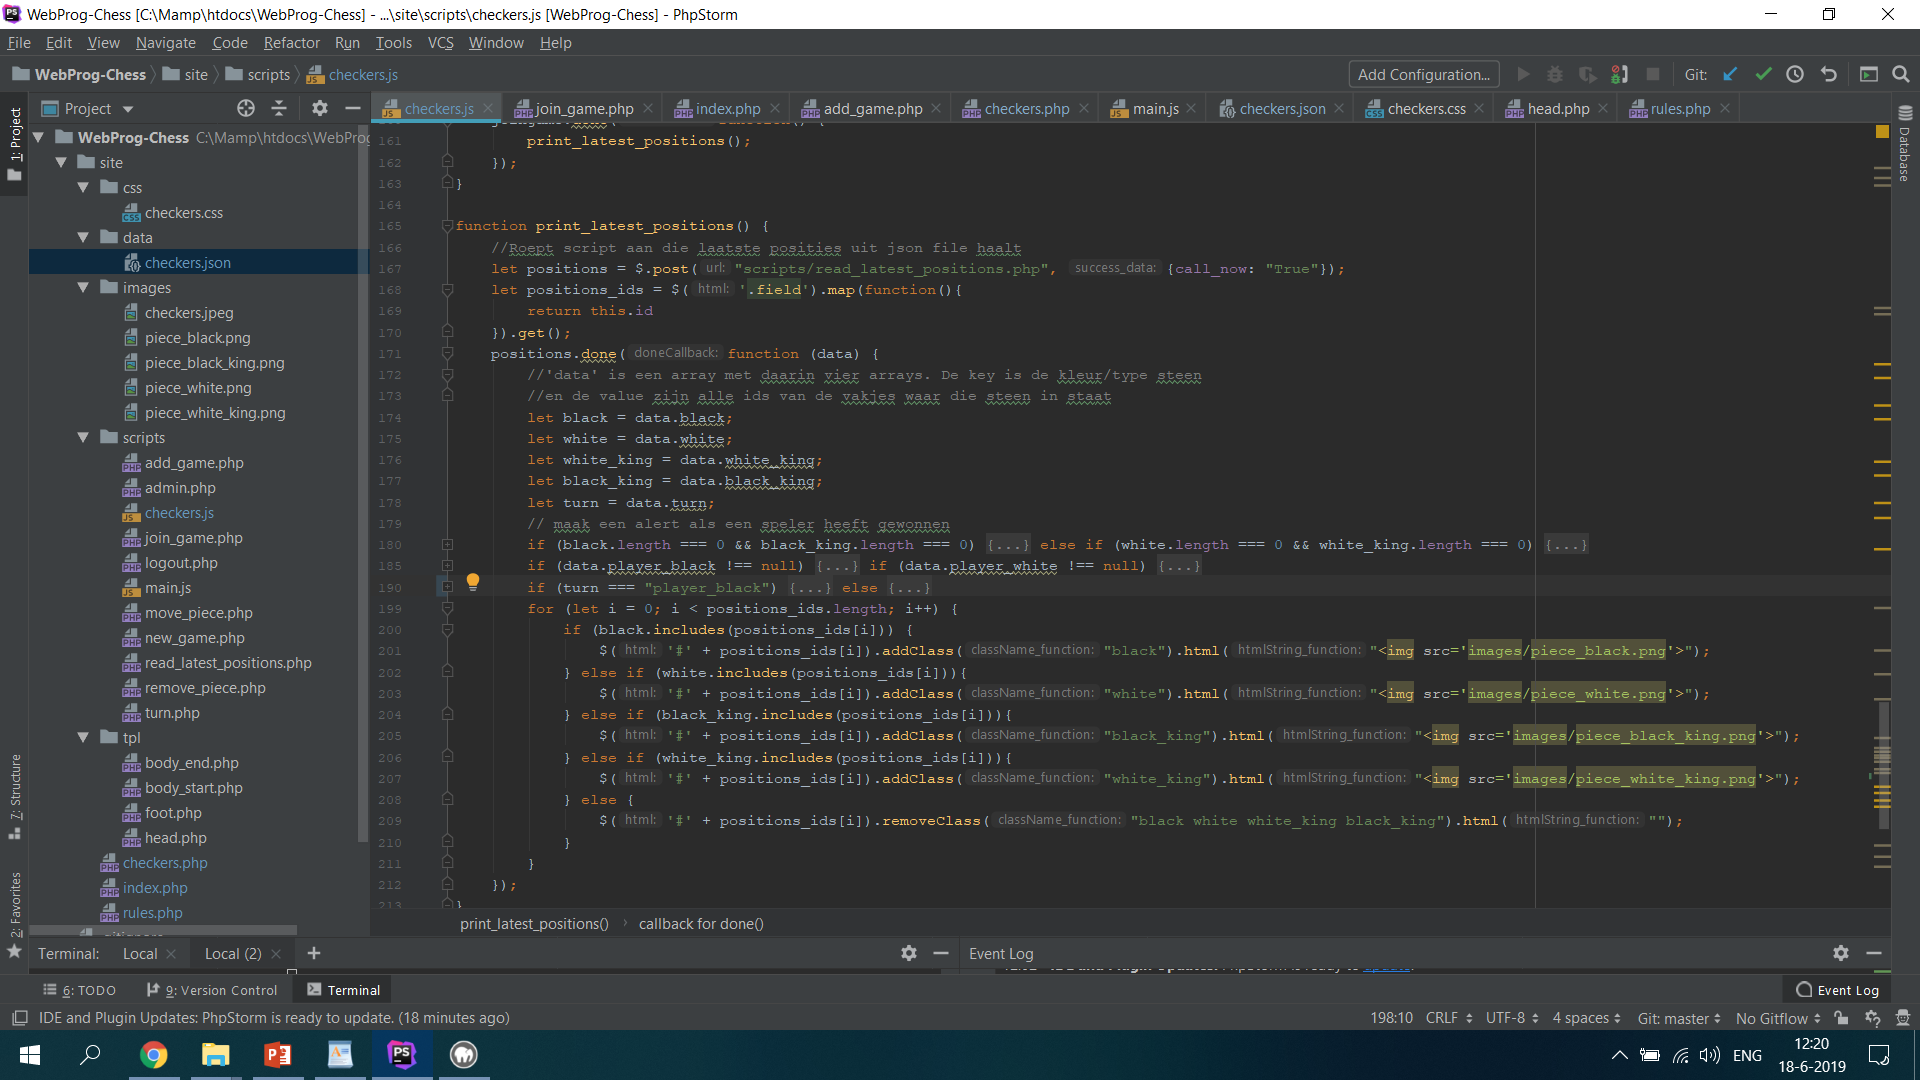 WebProg-Chess [C:\Mamp\htdocs\WebProg-Chess] - ...\site\scripts\checkers.js [WebProg-Chess] - PhpStorm
File Edit View Navigate Code Refactor Run Tools VCS Window Help
WebProg-Chess site scripts checkers.js Add Configuration... Git:
Project
checkers.js join_game.php index.php add_game.php checkers.php main.js checkers.json checkers.css head.php rules.php
1: Project
7: Structure
2: Favorites
Database
WebProg-Chess C:\Mamp\htdocs\WebProg
site
css
checkers.css
data
checkers.json
images
checkers.jpeg
piece_black.png
piece_black_king.png
piece_white.png
piece_white_king.png
scripts
add_game.php
admin.php
checkers.js
join_game.php
logout.php
main.js
move_piece.php
new_game.php
read_latest_positions.php
remove_piece.php
turn.php
tpl
body_end.php
body_start.php
foot.php
head.php
checkers.php
index.php
rules.php
161 print_latest_positions();
162 });
163 }
164
165 function print_latest_positions() {
166 //Roept script aan die laatste posities uit json file haalt
167 let positions = $.post( url: "scripts/read_latest_positions.php", success_data: {call_now: "True"});
168 let positions_ids = $( html: '.field').map(function(){
169 return this.id
170 }).get();
171 positions.done( doneCallback: function (data) {
172 //'data' is een array met daarin vier arrays. De key is de kleur/type steen
173 //en de value zijn alle ids van de vakjes waar die steen in staat
174 let black = data.black;
175 let white = data.white;
176 let white_king = data.white_king;
177 let black_king = data.black_king;
178 let turn = data.turn;
179 // maak een alert als een speler heeft gewonnen
180 if (black.length === 0 && black_king.length === 0) {...} else if (white.length === 0 && white_king.length === 0) {...}
185 if (data.player_black !== null) {...} if (data.player_white !== null) {...}
190 if (turn === "player_black") {...} else {...}
199 for (let i = 0; i < positions_ids.length; i++) {
200 if (black.includes(positions_ids[i])) {
201 $( html: '#' + positions_ids[i]).addClass( className_function: "black").html( htmlString_function: "<img src='images/piece_black.png'>");
202 } else if (white.includes(positions_ids[i])){
203 $( html: '#' + positions_ids[i]).addClass( className_function: "white").html( htmlString_function: "<img src='images/piece_white.png'>");
204 } else if (black_king.includes(positions_ids[i])){
205 $( html: '#' + positions_ids[i]).addClass( className_function: "black_king").html( htmlString_function: "<img src='images/piece_black_king.png'>");
206 } else if (white_king.includes(positions_ids[i])){
207 $( html: '#' + positions_ids[i]).addClass( className_function: "white_king").html( htmlString_function: "<img src='images/piece_white_king.png'>");
208 } else {
209 $( html: '#' + positions_ids[i]).removeClass( className_function: "black white white_king black_king").html( htmlString_function: "");
210 }
211 }
212 });
213 }
print_latest_positions() callback for done()
Terminal: Local Local (2) + Event Log
6: TODO 9: Version Control Terminal Event Log
IDE and Plugin Updates: PhpStorm is ready to update. (18 minutes ago) 198:10 CRLF UTF-8 4 spaces Git: master No Gitflow
ENG 12:20
18-6-2019